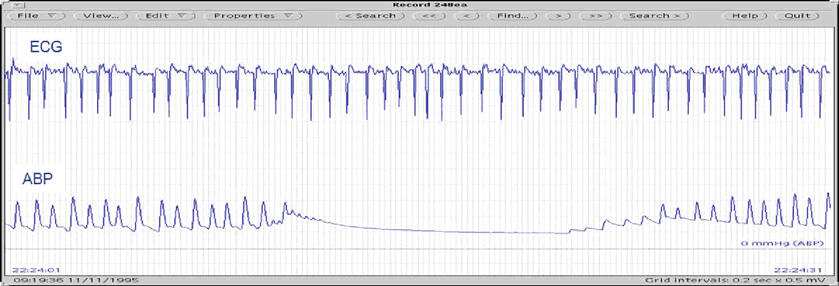 Record 248ea
File View... Edit Properties < Search << < Find... > >> Search > Help Quit
ECG
ABP
0 mmHg (ABP)
22:24:01 22:24:31
09:19:36 11/11/1995 Grid intervals: 0.2 sec x 0.5 mV